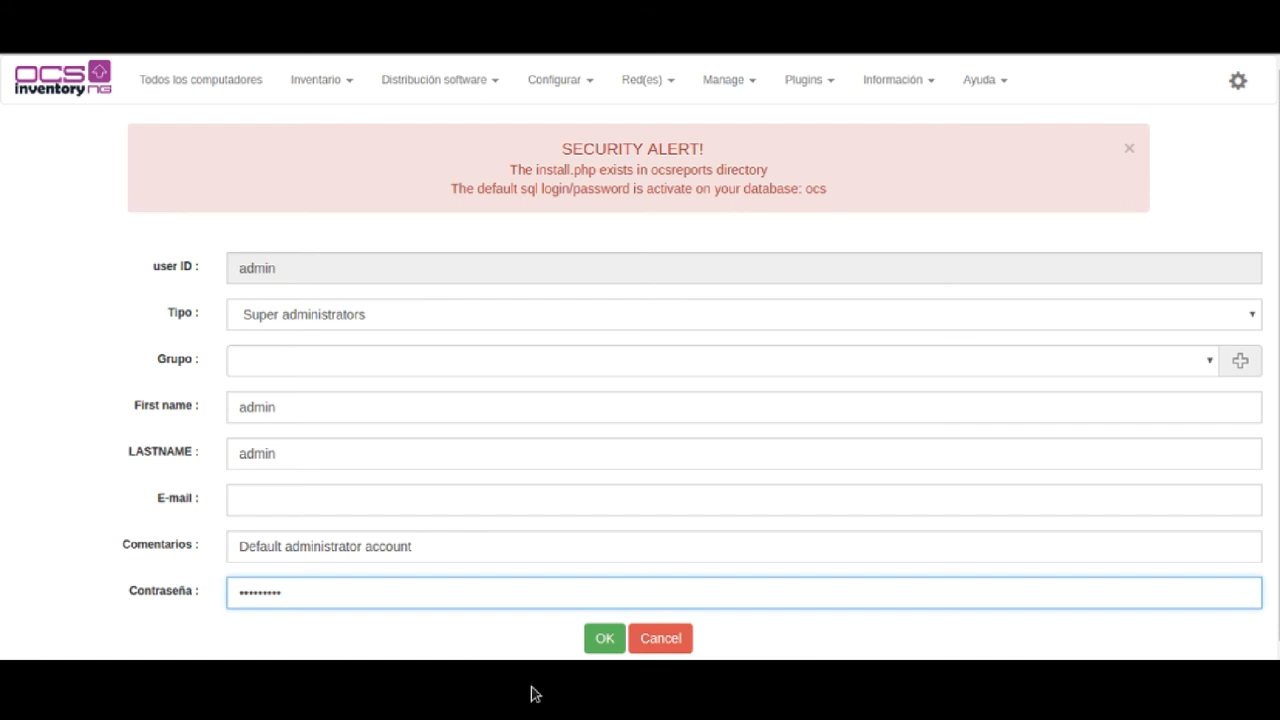 OCS
inventory NG
Todos los computadores
Inventario
Distribución software
Configurar
Red(es)
Manage
Plugins
Información
Ayuda
SECURITY ALERT!
×
The install.php exists in ocsreports directory
The default sql login/password is activate on your database: ocs
user ID :
admin
Tipo :
Super administrators
Grupo :
First name :
admin
LASTNAME :
admin
E-mail :
Comentarios :
Default administrator account
Contraseña :
•••••••••
OK
Cancel